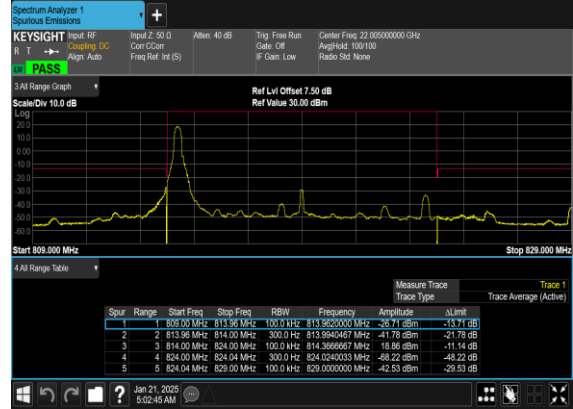 Spectrum Analyzer 1
Spurious Emissions
KEYSIGHT Input: RF Input Z: 50 Ω Atten: 40 dB Trig: Free Run Center Freq: 22.005000000 GHz
R T Coupling: DC Corr CCorr Gate: Off Avg|Hold: 100/100
Align: Auto Freq Ref: Int (S) IF Gain: Low Radio Std: None
PASS
3 All Range Graph
Ref Lvl Offset 7.50 dB
Scale/Div 10.0 dB Ref Value 30.00 dBm
Log
20.0
10.0
0.00
-10.0
-20.0
-30.0
-40.0
-50.0
-60.0
Start 809.000 MHz Stop 829.000 MHz
4 All Range Table
Measure Trace Trace 1
Trace Type Trace Average (Active)
Spur Range Start Freq Stop Freq RBW Frequency Amplitude ΔLimit
1 1 809.00 MHz 813.96 MHz 100.0 kHz 813.9620000 MHz -26.71 dBm -13.71 dB
2 2 813.96 MHz 814.00 MHz 300.0 Hz 813.9940467 MHz -41.78 dBm -21.78 dB
3 3 814.00 MHz 824.00 MHz 100.0 kHz 814.3666667 MHz 18.86 dBm -11.14 dB
4 4 824.00 MHz 824.04 MHz 300.0 Hz 824.0240033 MHz -68.22 dBm -48.22 dB
5 5 824.04 MHz 829.00 MHz 100.0 kHz 829.0000000 MHz -42.53 dBm -29.53 dB
Jan 21, 2025
5:02:45 AM